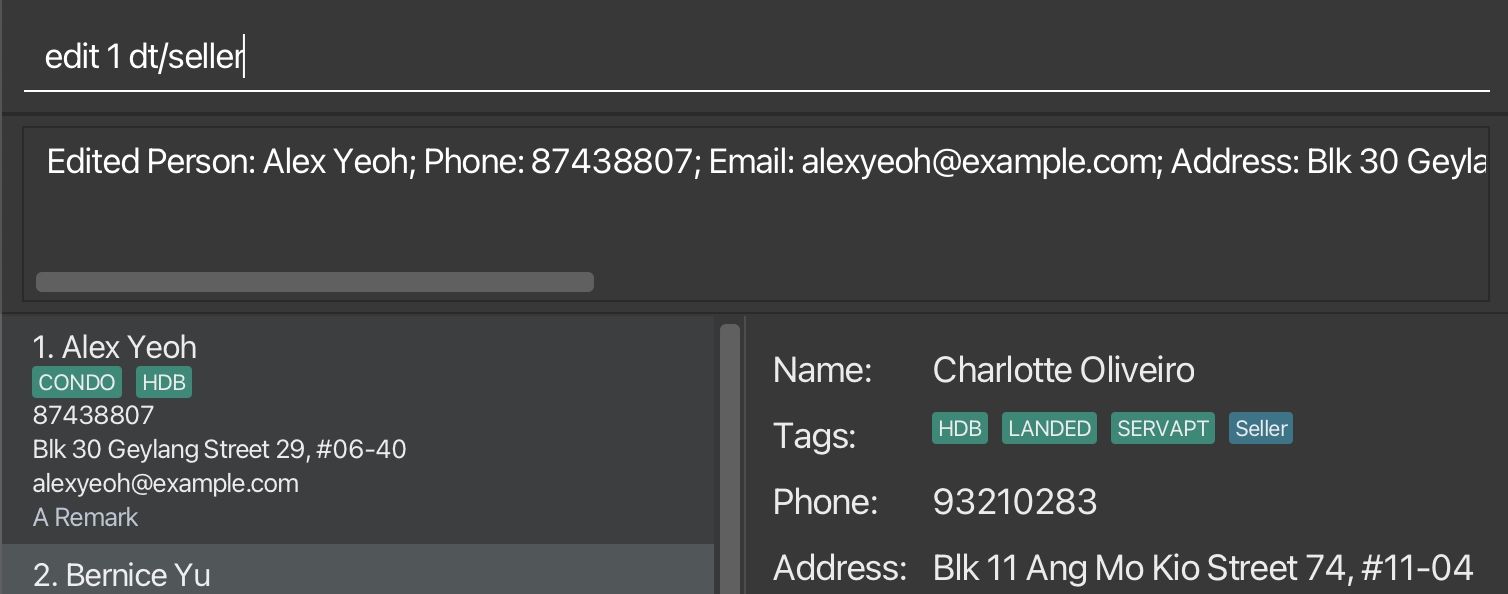 edit 1 dt/seller
Edited Person: Alex Yeoh; Phone: 87438807; Email: alexyeoh@example.com; Address: Blk 30 Geyla
1. Alex Yeoh
CONDO HDB
87438807
Blk 30 Geylang Street 29, #06-40
alexyeoh@example.com
A Remark
2. Bernice Yu
Name: Charlotte Oliveiro
Tags: HDB LANDED SERVAPT Seller
Phone: 93210283
Address: Blk 11 Ang Mo Kio Street 74, #11-04